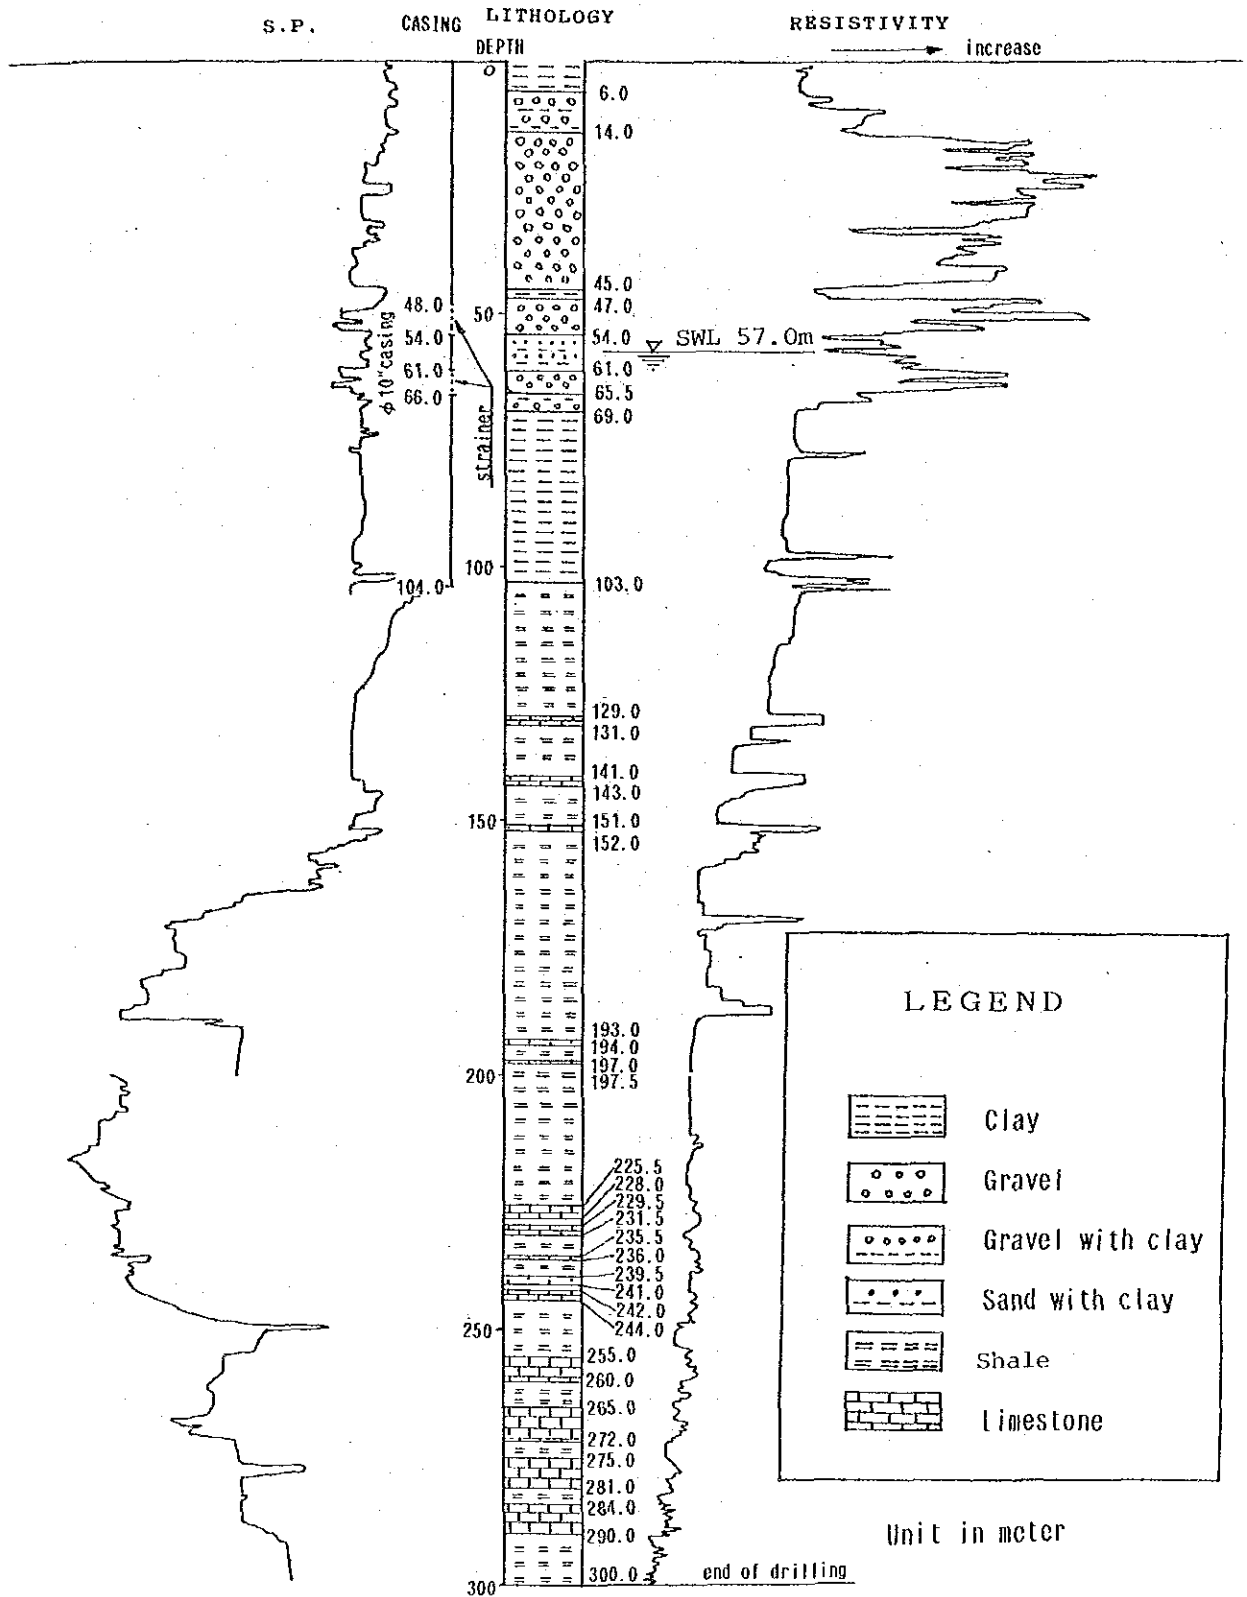 S.P.
CASING
LITHOLOGY
RESISTIVITY
increase
DEPTH
0
6.0
14.0
45.0
48.0
47.0
50
54.0
54.0
SWL 57.0m
61.0
61.0
65.5
66.0
69.0
φ10"casing
strainer
100
104.0
103.0
129.0
131.0
141.0
143.0
150
151.0
152.0
193.0
194.0
197.0
200
197.5
225.5
228.0
229.5
231.5
235.5
236.0
239.5
241.0
242.0
244.0
250
255.0
260.0
265.0
272.0
275.0
281.0
284.0
290.0
300.0
300
end of drilling
LEGEND
Clay
Gravel
Gravel with clay
Sand with clay
Shale
Limestone
Unit in meter